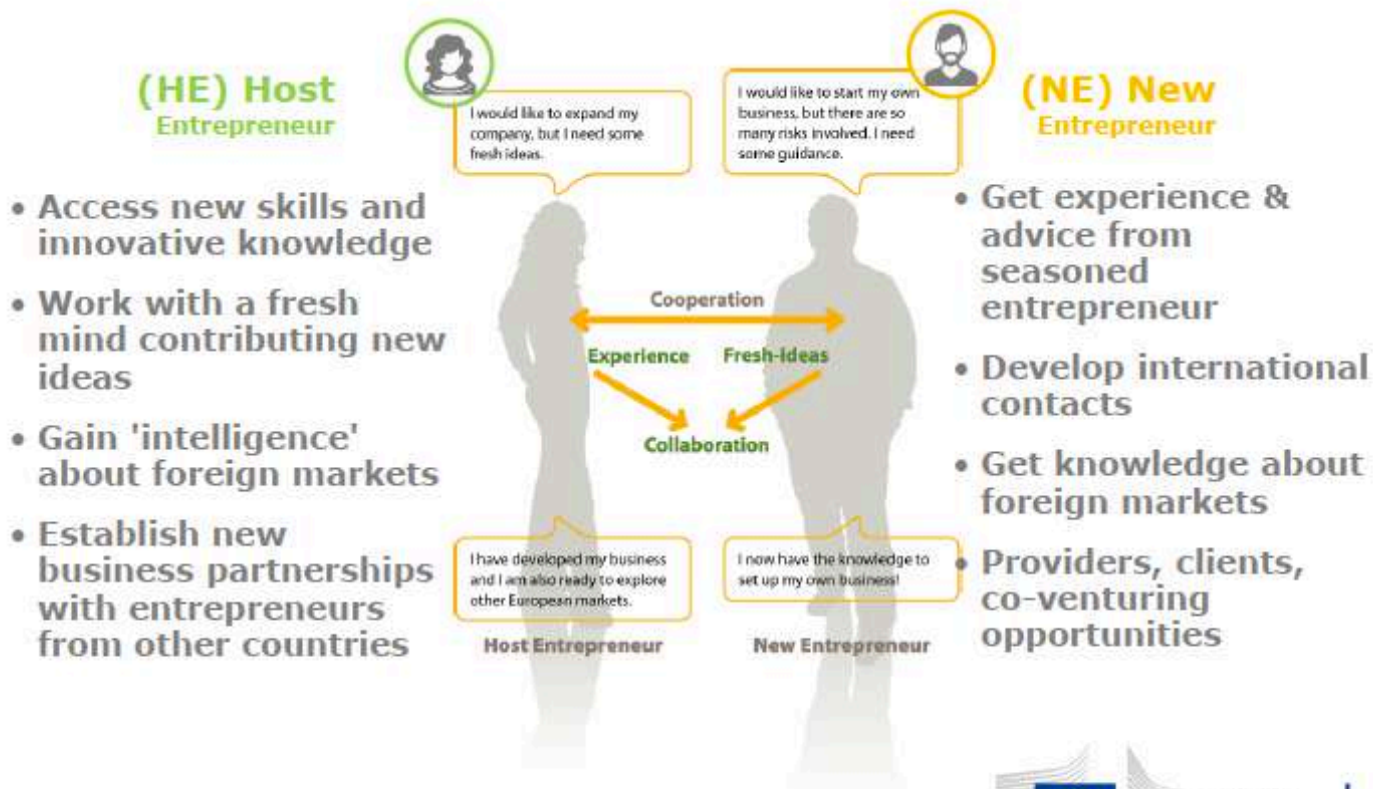 (HE) Host
Entrepreneur
• Access new skills and
innovative knowledge
• Work with a fresh
mind contributing new
ideas
• Gain 'intelligence'
about foreign markets
• Establish new
business partnerships
with entrepreneurs
from other countries
I would like to expand my
company, but I need some
fresh ideas.
I would like to start my own
business, but there are so
many risks involved. I need
some guidance.
Cooperation
Experience
Fresh-ideas
Collaboration
I have developed my business
and I am also ready to explore
other European markets.
Host Entrepreneur
I now have the knowledge to
set up my own business!
New Entrepreneur
(NE) New
Entrepreneur
• Get experience &
advice from
seasoned
entrepreneur
• Develop international
contacts
• Get knowledge about
foreign markets
• Providers, clients,
co-venturing
opportunities